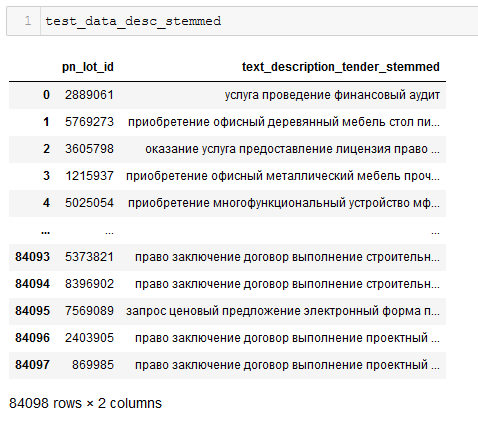 1 test_data_desc_stemmed
pn_lot_id text_description_tender_stemmed
0 2889061 услуга проведение финансовый аудит
1 5769273 приобретение офисный деревянный мебель стол пи...
2 3605798 оказание услуга предоставление лицензия право ...
3 1215937 приобретение офисный металлический мебель проч...
4 5025054 приобретение многофункциональный устройство мф...
... ... ...
84093 5373821 право заключение договор выполнение строительн...
84094 8396902 право заключение договор выполнение строительн...
84095 7569089 запрос ценовый предложение электронный форма п...
84096 2403905 право заключение договор выполнение проектный ...
84097 869985 право заключение договор выполнение проектный ...
84098 rows × 2 columns